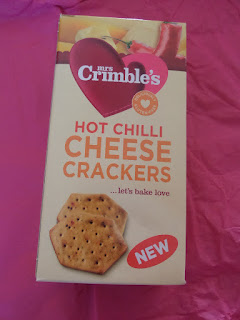 mrs
Crimble's
HOT CHILLI
CHEESE
CRACKERS
...let's bake love
NEW